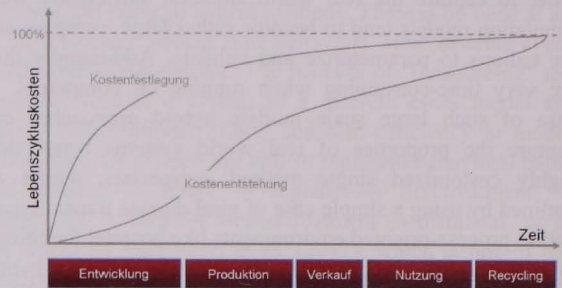 100%
Kostenfestlegung
Lebenszykluskosten
Kostenentstehung
Zeit
Entwicklung Produktion Verkauf Nutzung Recycling